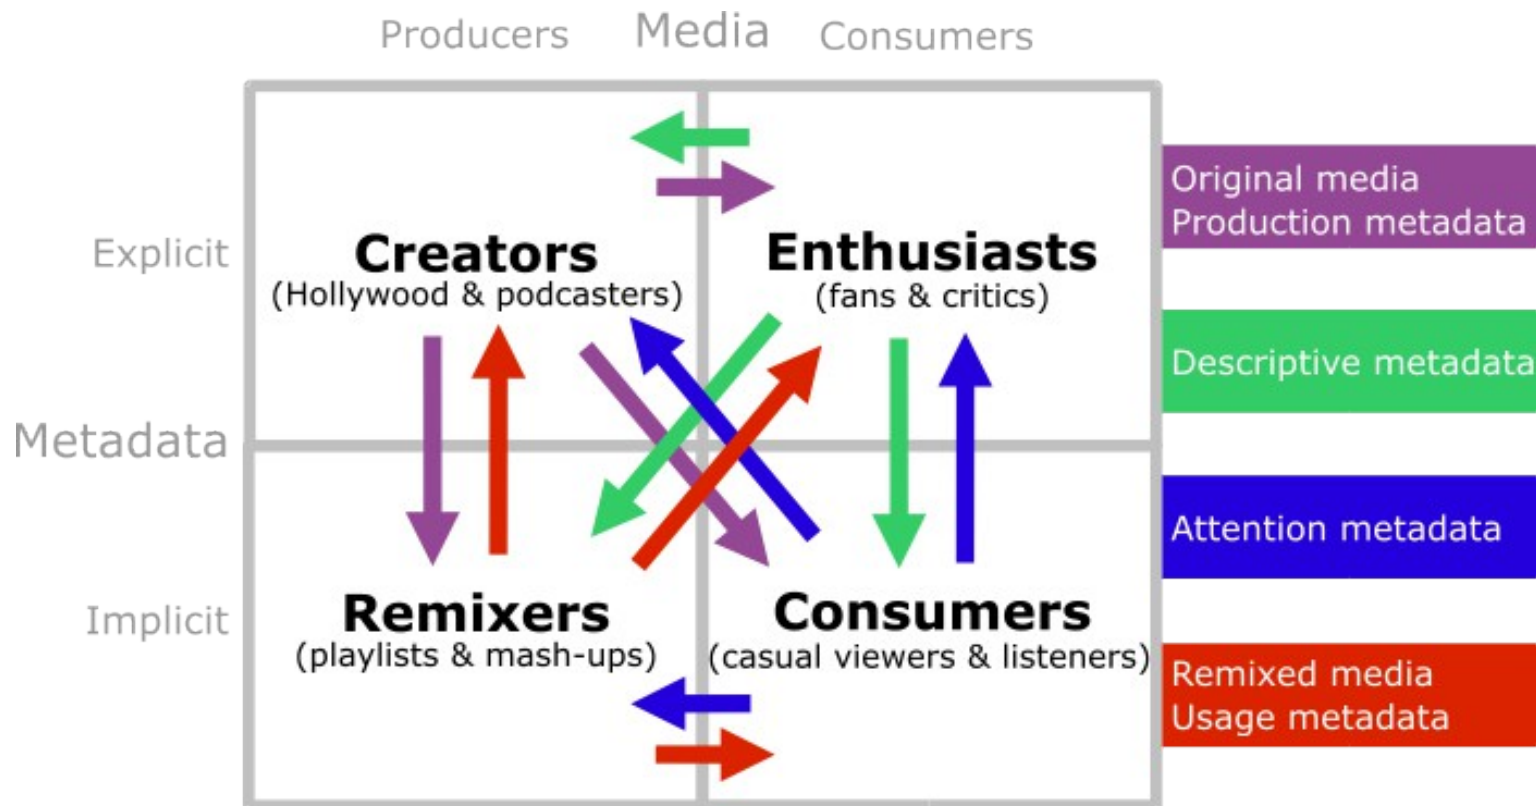 Producers Media Consumers
Original media
Production metadata
Explicit
Creators
(Hollywood & podcasters)
Enthusiasts
(fans & critics)
Descriptive metadata
Metadata
Attention metadata
Implicit
Remixers
(playlists & mash-ups)
Consumers
(casual viewers & listeners)
Remixed media
Usage metadata